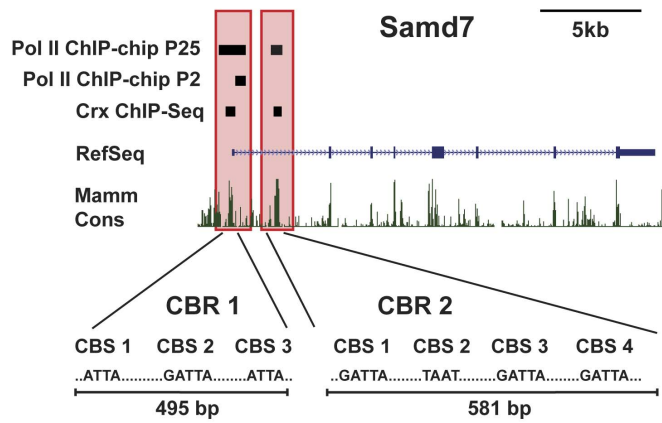 Samd7
5kb
Pol II ChIP-chip P25
Pol II ChIP-chip P2
Crx ChIP-Seq
RefSeq
Mamm
Cons
CBR 1 CBR 2
CBS 1 CBS 2 CBS 3 CBS 1 CBS 2 CBS 3 CBS 4
..ATTA.........GATTA.......ATTA.. ..GATTA.......TAAT........GATTA.......GATTA....
495 bp 581 bp